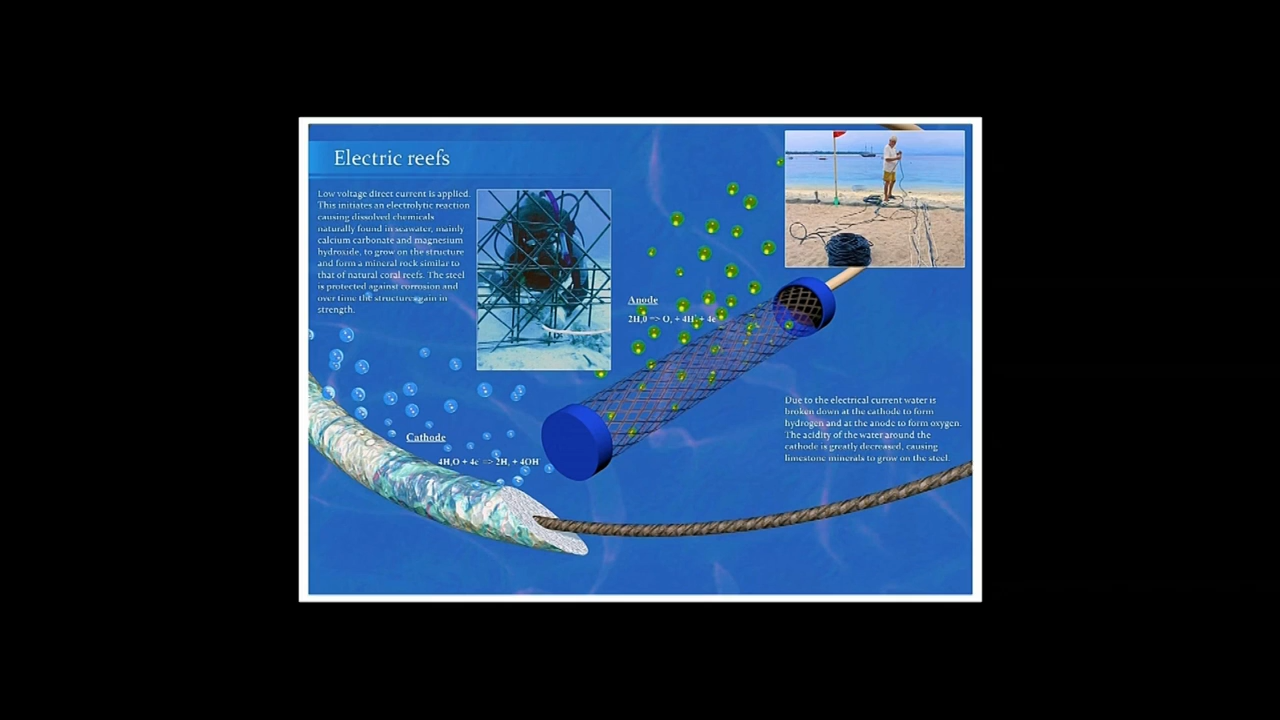 Electric reefs
Low voltage direct current is applied.
This initiates an electrolytic reaction
causing dissolved chemicals
naturally found in seawater, mainly
calcium carbonate and magnesium
hydroxide, to grow on the structure
and form a mineral rock similar to
that of natural coral reefs. The steel
is protected against corrosion and
over time the structures gain in
strength.
Anode
2H₂0 => O₂ + 4H⁺ + 4e⁻
Cathode
4H₂O + 4e⁻ => 2H₂ + 4OH⁻
Due to the electrical current water is
broken down at the cathode to form
hydrogen and at the anode to form oxygen.
The acidity of the water around the
cathode is greatly decreased, causing
limestone minerals to grow on the steel.